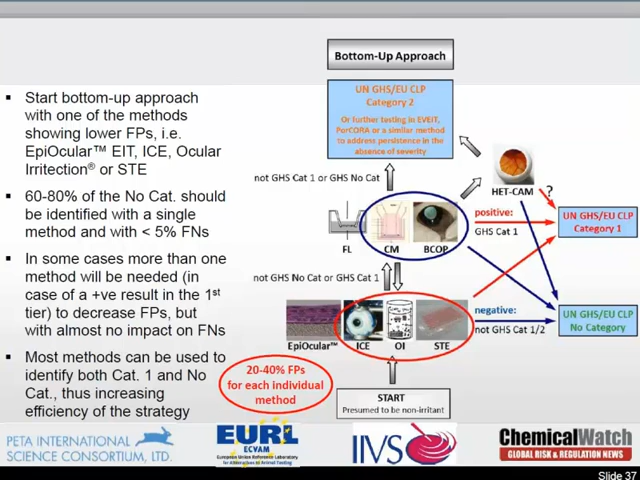 Bottom-Up Approach
▪ Start bottom-up approach
with one of the methods
showing lower FPs, i.e.
EpiOcular™ EIT, ICE, Ocular
Irritection® or STE
▪ 60-80% of the No Cat. should
be identified with a single
method and with < 5% FNs
▪ In some cases more than one
method will be needed (in
case of a +ve result in the 1st
tier) to decrease FPs, but
with almost no impact on FNs
▪ Most methods can be used to
identify both Cat. 1 and No
Cat., thus increasing
efficiency of the strategy
UN GHS/EU CLP
Category 2
Or further testing in EVEIT,
PorCORA or a similar method
to address persistence in the
absence of severity
not GHS Cat 1 or GHS No Cat
HET-CAM
?
positive:
GHS Cat 1
UN GHS/EU CLP
Category 1
FL
CM
BCOP
not GHS No Cat or GHS Cat 1
negative:
not GHS Cat 1/2
UN GHS/EU CLP
No Category
EpiOcular™
ICE
OI
STE
20-40% FPs
for each individual
method
START
Presumed to be non-irritant
PETA INTERNATIONAL
SCIENCE CONSORTIUM, LTD.
EURL
ECVAM
European Union Reference Laboratory
for Alternatives to Animal Testing
IIVS
ChemicalWatch
GLOBAL RISK & REGULATION NEWS
Slide 37